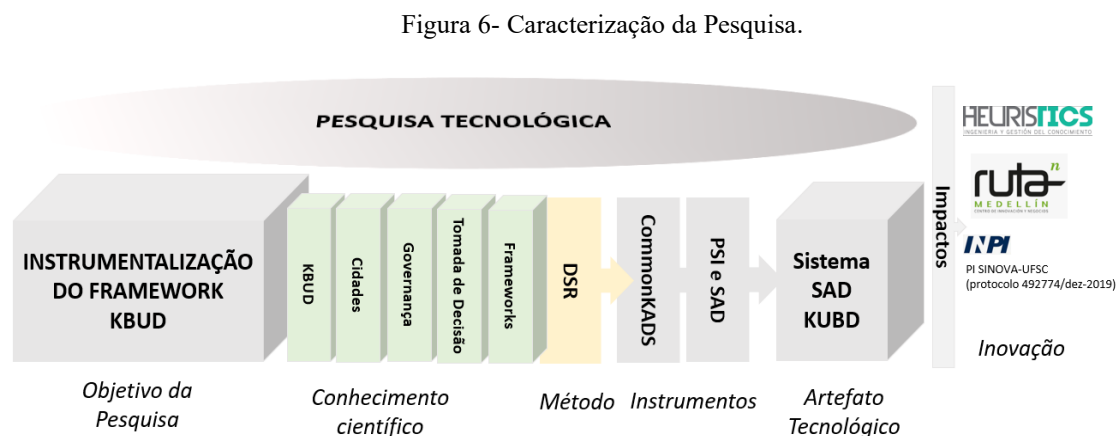 Figura 6- Caracterização da Pesquisa.
PESQUISA TECNOLÓGICA
INSTRUMENTALIZAÇÃO
DO FRAMEWORK
KBUD
KBUD
Cidades
Governança
Tomada de Decisão
Frameworks
DSR
CommonKADS
PSI e SAD
Sistema
SAD
KUBD
Impactos
HEURISTICS
INGENIERIA Y GESTIÓN DEL CONOCIMIENTO
ruta n
MEDELLÍN
CENTRO DE INNOVACIÓN Y NEGOCIOS
INPI
PI SINOVA-UFSC
(protocolo 492774/dez-2019)
Objetivo da
Pesquisa
Conhecimento
científico
Método
Instrumentos
Artefato
Tecnológico
Inovação